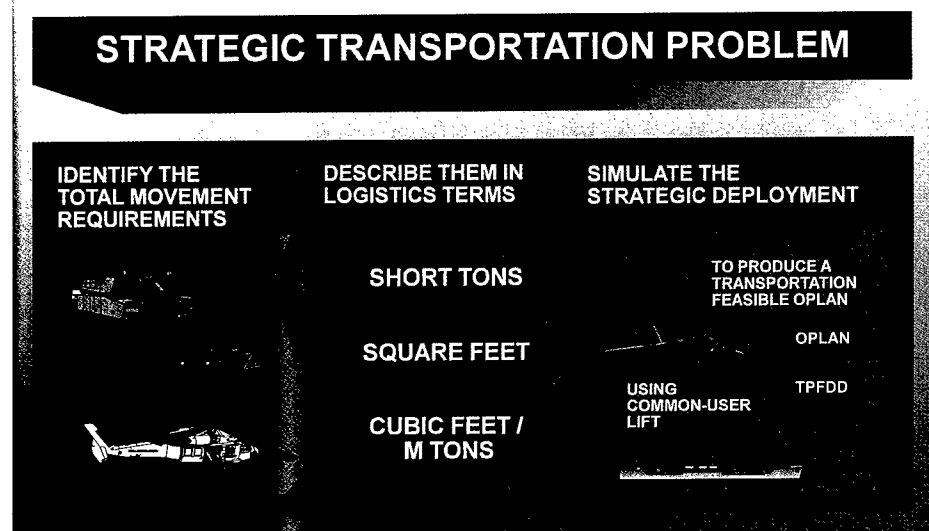 STRATEGIC TRANSPORTATION PROBLEM
IDENTIFY THE
TOTAL MOVEMENT
REQUIREMENTS
DESCRIBE THEM IN
LOGISTICS TERMS
SHORT TONS
SQUARE FEET
CUBIC FEET /
M TONS
SIMULATE THE
STRATEGIC DEPLOYMENT
TO PRODUCE A
TRANSPORTATION
FEASIBLE OPLAN
OPLAN
TPFDD
USING
COMMON-USER
LIFT